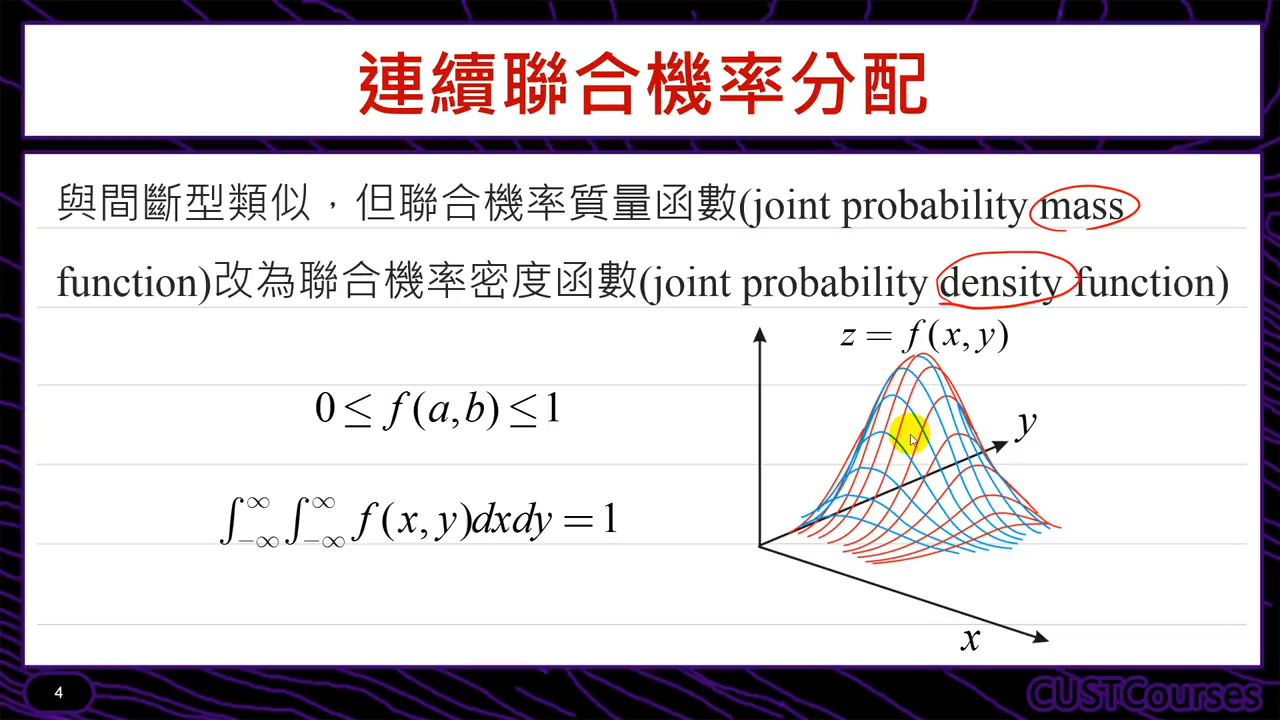 連續聯合機率分配
與間斷型類似，但聯合機率質量函數(joint probability mass
function)改為聯合機率密度函數(joint probability density function)
z = f(x, y)
0 ≤ f(a,b) ≤ 1
y
∫_{-∞}^{∞} ∫_{-∞}^{∞} f(x, y)dxdy = 1
x
4
CUSTCourses